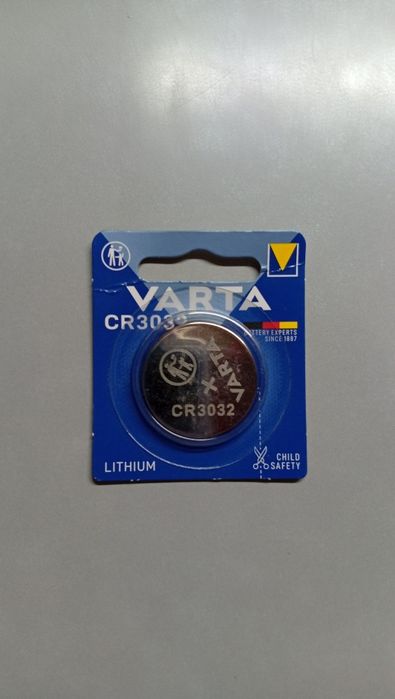 VARTA
CR3032
BATTERY EXPERTS
SINCE 1887
VARTA
+
CR3032
LITHIUM
CHILD
SAFETY